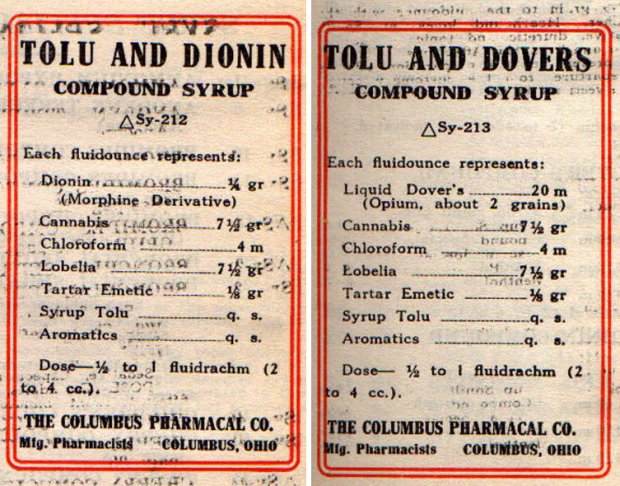 TOLU AND DIONIN
COMPOUND SYRUP
△Sy-212
Each fluidounce represents:
Dionin ¼ gr
(Morphine Derivative)
Cannabis 7½ gr
Chloroform 4 m
Lobelia 7½ gr
Tartar Emetic ⅛ gr
Syrup Tolu q. s.
Aromatics q. s.
Dose—½ to 1 fluidrachm (2
to 4 cc.).
THE COLUMBUS PHARMACAL CO.
Mfg. Pharmacists COLUMBUS, OHIO
TOLU AND DOVERS
COMPOUND SYRUP
△Sy-213
Each fluidounce represents:
Liquid Dover's 20 m
(Opium, about 2 grains)
Cannabis 7½ gr
Chloroform 4 m
Lobelia 7½ gr
Tartar Emetic ⅛ gr
Syrup Tolu q. s.
Aromatics q. s.
Dose— ½ to 1 fluidrachm (2
to 4 cc.).
THE COLUMBUS PHARMACAL CO.
Mfg. Pharmacists COLUMBUS, OHIO